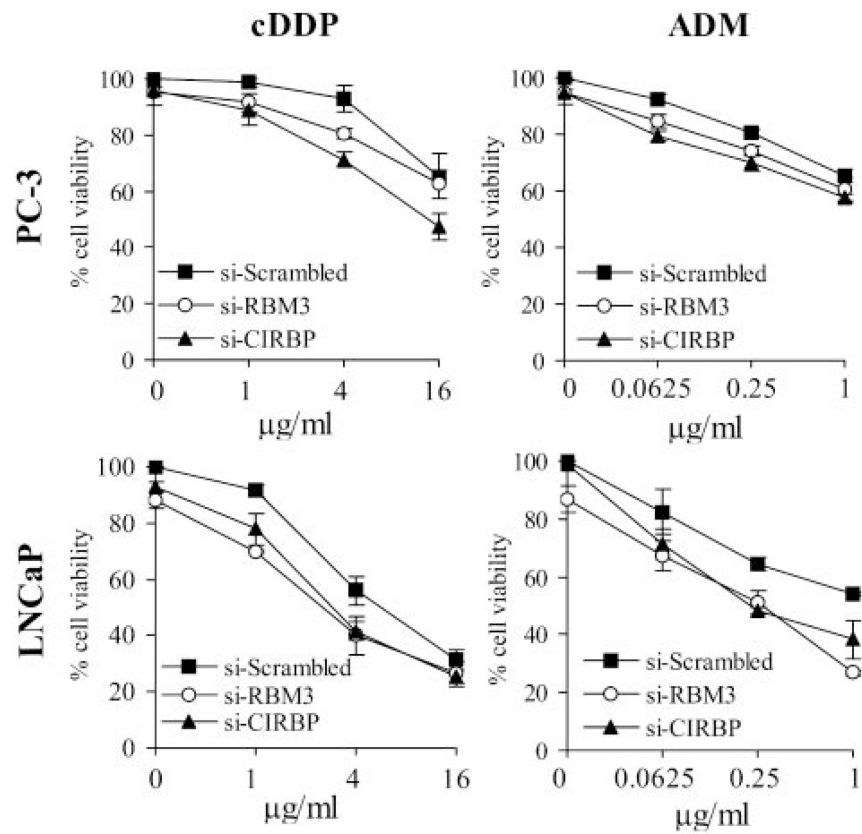 cDDP
ADM
PC-3
% cell viability
100
80
60
40
20
0
si-Scrambled
si-RBM3
si-CIRBP
0 1 4 16
µg/ml
% cell viability
100
80
60
40
20
0
si-Scrambled
si-RBM3
si-CIRBP
0 0.0625 0.25 1
µg/ml
LNCaP
% cell viability
100
80
60
40
20
0
si-Scrambled
si-RBM3
si-CIRBP
0 1 4 16
µg/ml
% cell viability
100
80
60
40
20
0
si-Scrambled
si-RBM3
si-CIRBP
0 0.0625 0.25 1
µg/ml